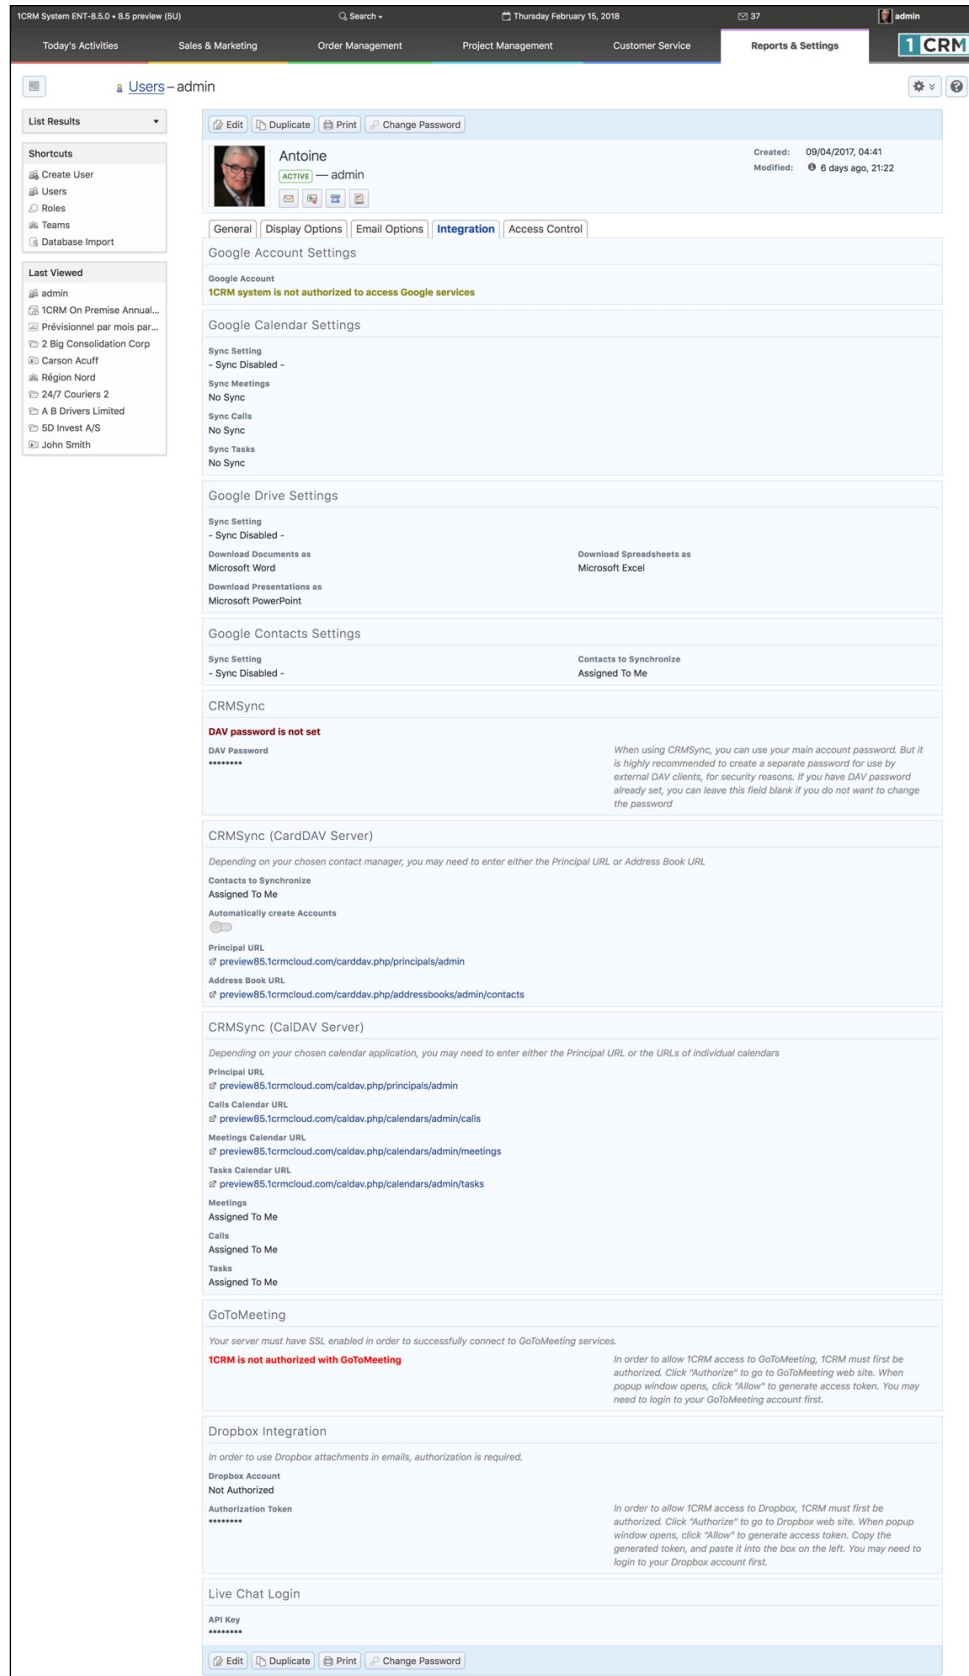 1CRM System ENT-8.5.0 • 8.5 preview (5U) Search Thursday February 15, 2018 37 admin
Today's Activities Sales & Marketing Order Management Project Management Customer Service Reports & Settings 1 CRM
Users – admin
List Results
Edit Duplicate Print Change Password
Shortcuts
Create User
Users
Roles
Teams
Database Import
Last Viewed
admin
1CRM On Premise Annual...
Prévisionnel par mois par...
2 Big Consolidation Corp
Carson Acuff
Région Nord
24/7 Couriers 2
A B Drivers Limited
5D Invest A/S
John Smith
Antoine
ACTIVE — admin
Created: 09/04/2017, 04:41
Modified: 6 days ago, 21:22
General Display Options Email Options Integration Access Control
Google Account Settings
Google Account
1CRM system is not authorized to access Google services
Google Calendar Settings
Sync Setting
- Sync Disabled -
Sync Meetings
No Sync
Sync Calls
No Sync
Sync Tasks
No Sync
Google Drive Settings
Sync Setting
- Sync Disabled -
Download Documents as Download Spreadsheets as
Microsoft Word Microsoft Excel
Download Presentations as
Microsoft PowerPoint
Google Contacts Settings
Sync Setting Contacts to Synchronize
- Sync Disabled - Assigned To Me
CRMSync
DAV password is not set
DAV Password
********
When using CRMSync, you can use your main account password. But it
is highly recommended to create a separate password for use by
external DAV clients, for security reasons. If you have DAV password
already set, you can leave this field blank if you do not want to change
the password
CRMSync (CardDAV Server)
Depending on your chosen contact manager, you may need to enter either the Principal URL or Address Book URL
Contacts to Synchronize
Assigned To Me
Automatically create Accounts
Principal URL
preview85.1crmcloud.com/carddav.php/principals/admin
Address Book URL
preview85.1crmcloud.com/carddav.php/addressbooks/admin/contacts
CRMSync (CalDAV Server)
Depending on your chosen calendar application, you may need to enter either the Principal URL or the URLs of individual calendars
Principal URL
preview85.1crmcloud.com/caldav.php/principals/admin
Calls Calendar URL
preview85.1crmcloud.com/caldav.php/calendars/admin/calls
Meetings Calendar URL
preview85.1crmcloud.com/caldav.php/calendars/admin/meetings
Tasks Calendar URL
preview85.1crmcloud.com/caldav.php/calendars/admin/tasks
Meetings
Assigned To Me
Calls
Assigned To Me
Tasks
Assigned To Me
GoToMeeting
Your server must have SSL enabled in order to successfully connect to GoToMeeting services.
1CRM is not authorized with GoToMeeting
In order to allow 1CRM access to GoToMeeting, 1CRM must first be
authorized. Click "Authorize" to go to GoToMeeting web site. When
popup window opens, click "Allow" to generate access token. You may
need to login to your GoToMeeting account first.
Dropbox Integration
In order to use Dropbox attachments in emails, authorization is required.
Dropbox Account
Not Authorized
Authorization Token
********
In order to allow 1CRM access to Dropbox, 1CRM must first be
authorized. Click "Authorize" to go to Dropbox web site. When popup
window opens, click "Allow" to generate access token. Copy the
generated token, and paste it into the box on the left. You may need to
login to your Dropbox account first.
Live Chat Login
API Key
********
Edit Duplicate Print Change Password